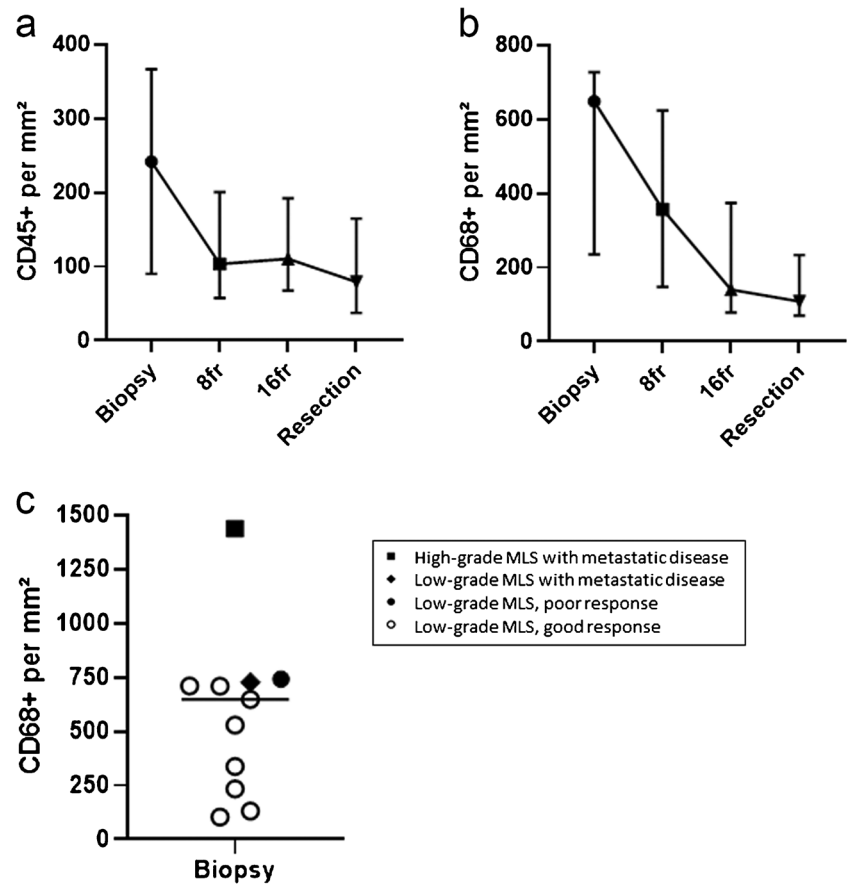 a
CD45+ per mm²
400
300
200
100
0
Biopsy
8fr
16fr
Resection
b
CD68+ per mm²
800
600
400
200
0
Biopsy
8fr
16fr
Resection
c
CD68+ per mm²
1500
1250
1000
750
500
250
0
Biopsy
High-grade MLS with metastatic disease
Low-grade MLS with metastatic disease
Low-grade MLS, poor response
Low-grade MLS, good response